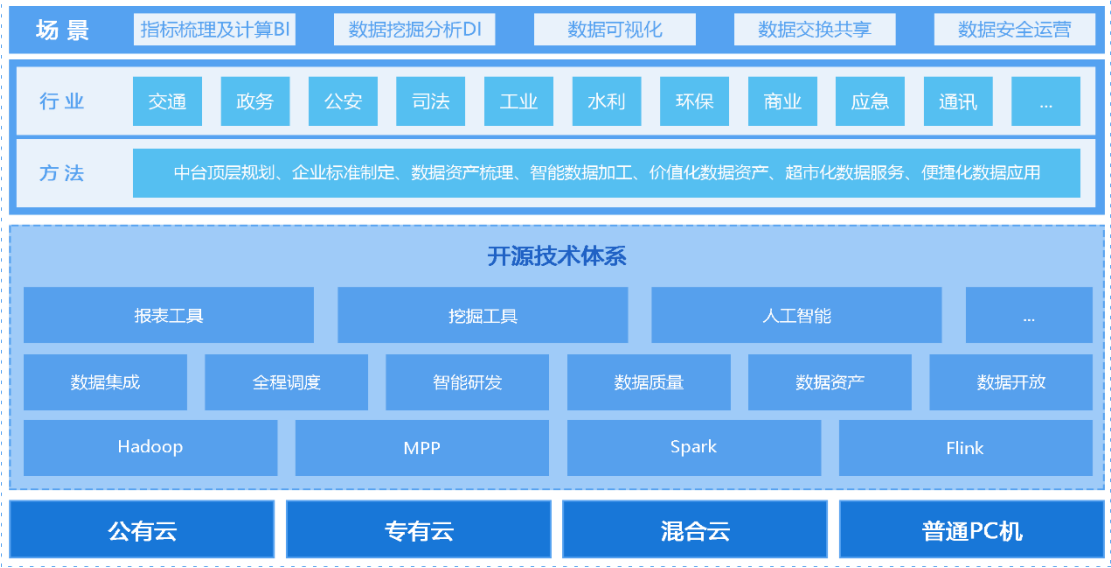 场 景 指标梳理及计算BI 数据挖掘分析DI 数据可视化 数据交换共享 数据安全运营
行 业 交通 政务 公安 司法 工业 水利 环保 商业 应急 通讯 ...
方 法 中台顶层规划、企业标准制定、数据资产梳理、智能数据加工、价值化数据资产、超市化数据服务、便捷化数据应用
开源技术体系
报表工具 挖掘工具 人工智能 ...
数据集成 全程调度 智能研发 数据质量 数据资产 数据开放
Hadoop MPP Spark Flink
公有云 专有云 混合云 普通PC机